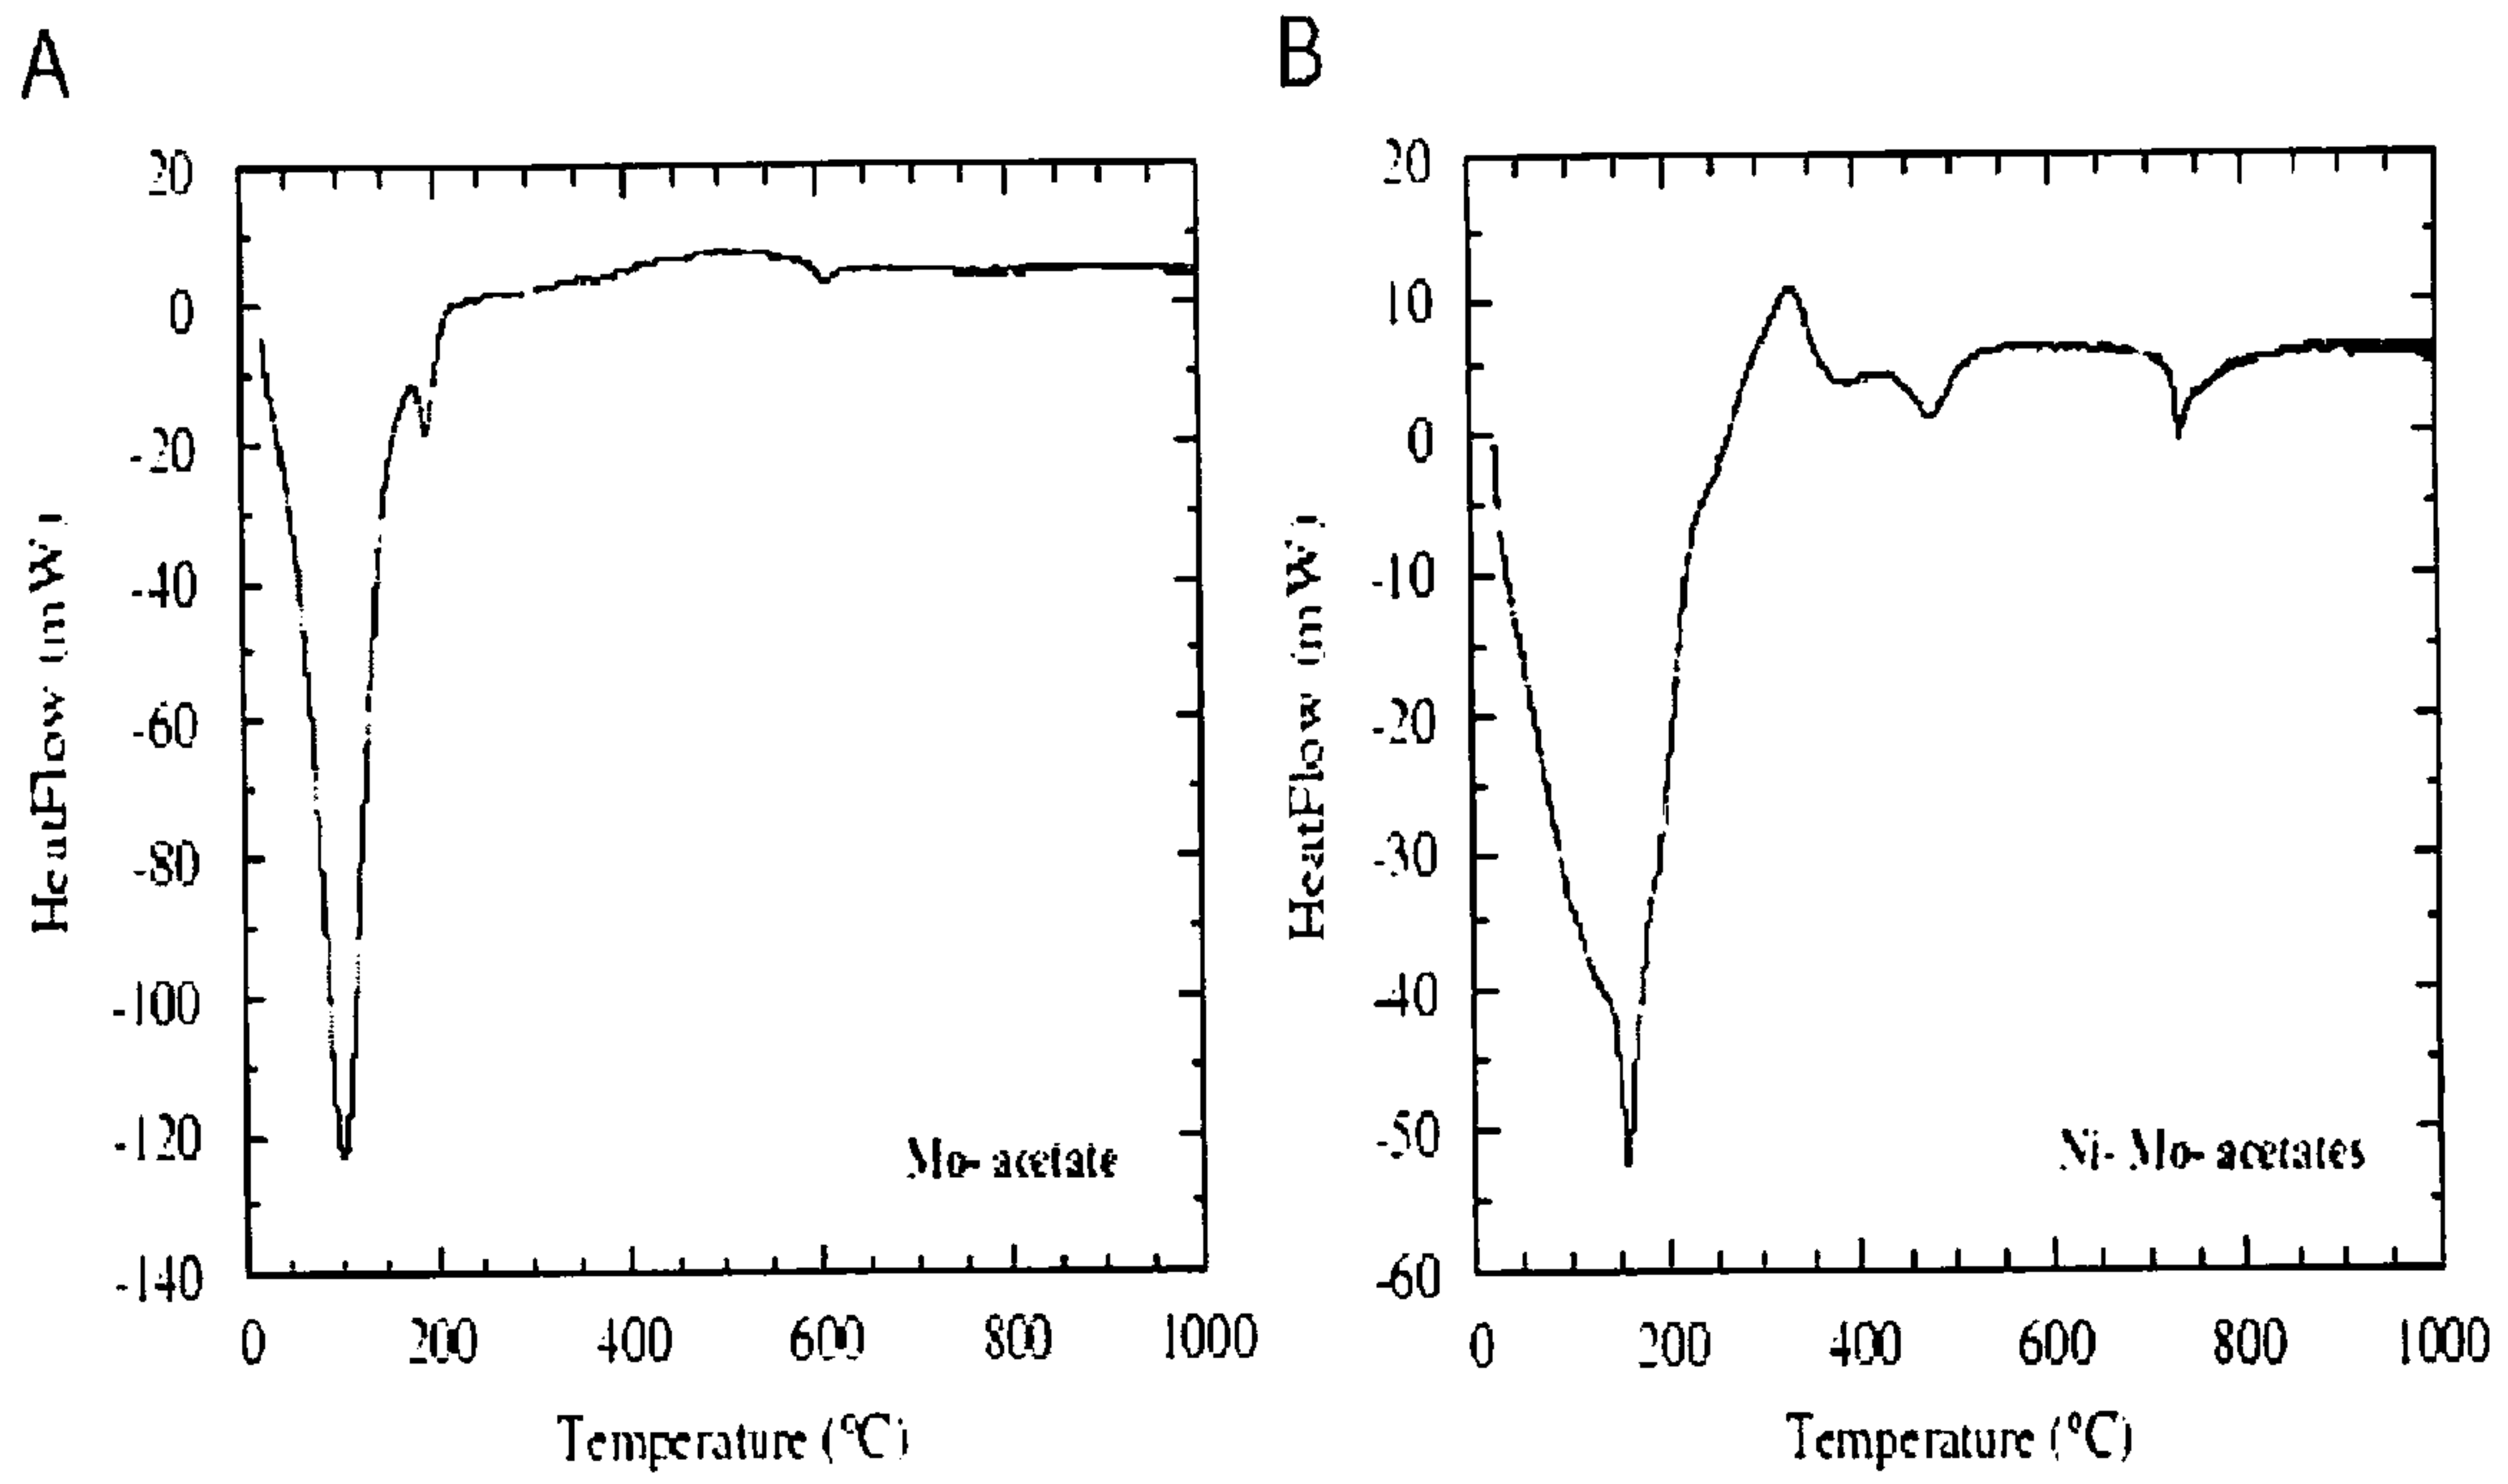 A
B
20
0
-20
-40
-60
-80
-100
-120
-140
0 200 400 600 800 1000
HeatFlow (mW)
Temperature (ºC)
Mo- acetate
20
10
0
-10
-20
-30
-40
-50
-60
0 200 400 600 800 1000
HeatFlow (mW)
Temperature (ºC)
Ni- Mo- acetates